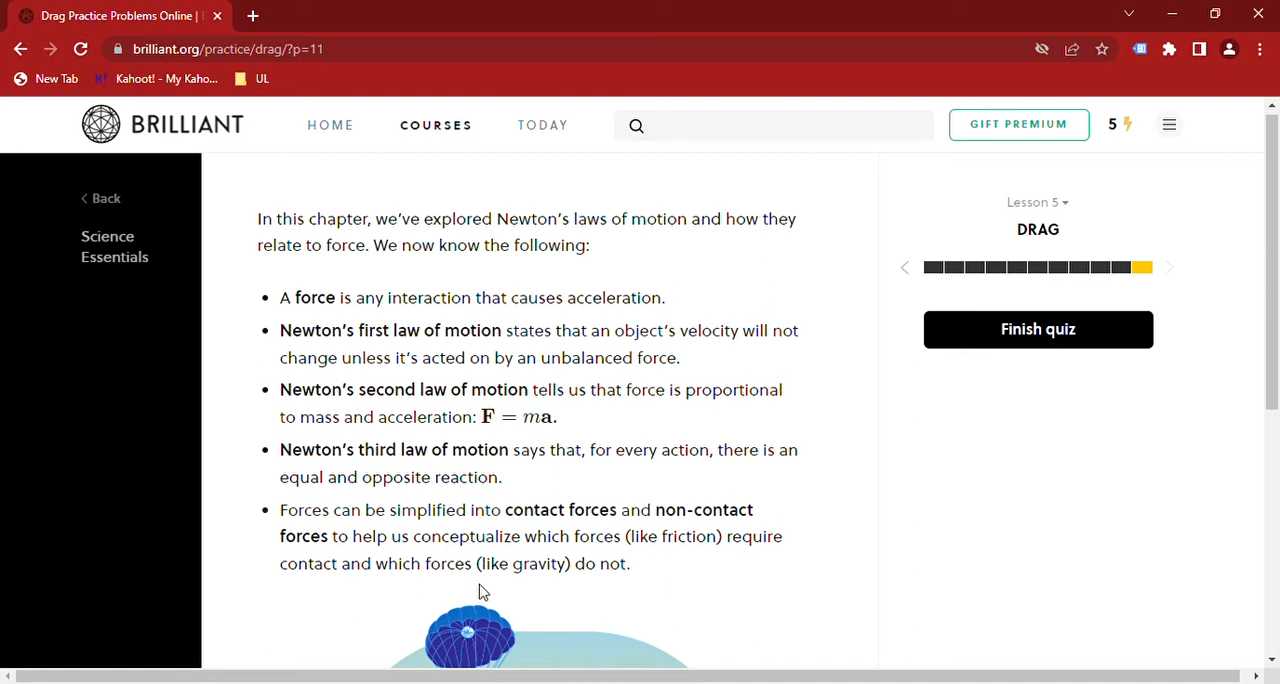 Drag Practice Problems Online |
brilliant.org/practice/drag/?p=11
New Tab
K! Kahoot! - My Kaho...
UL
BRILLIANT
HOME
COURSES
TODAY
GIFT PREMIUM
5
< Back
Science
Essentials
In this chapter, we've explored Newton's laws of motion and how they
relate to force. We now know the following:
• A force is any interaction that causes acceleration.
• Newton's first law of motion states that an object's velocity will not
change unless it's acted on by an unbalanced force.
• Newton's second law of motion tells us that force is proportional
to mass and acceleration: F = ma.
• Newton's third law of motion says that, for every action, there is an
equal and opposite reaction.
• Forces can be simplified into contact forces and non-contact
forces to help us conceptualize which forces (like friction) require
contact and which forces (like gravity) do not.
Lesson 5
DRAG
Finish quiz